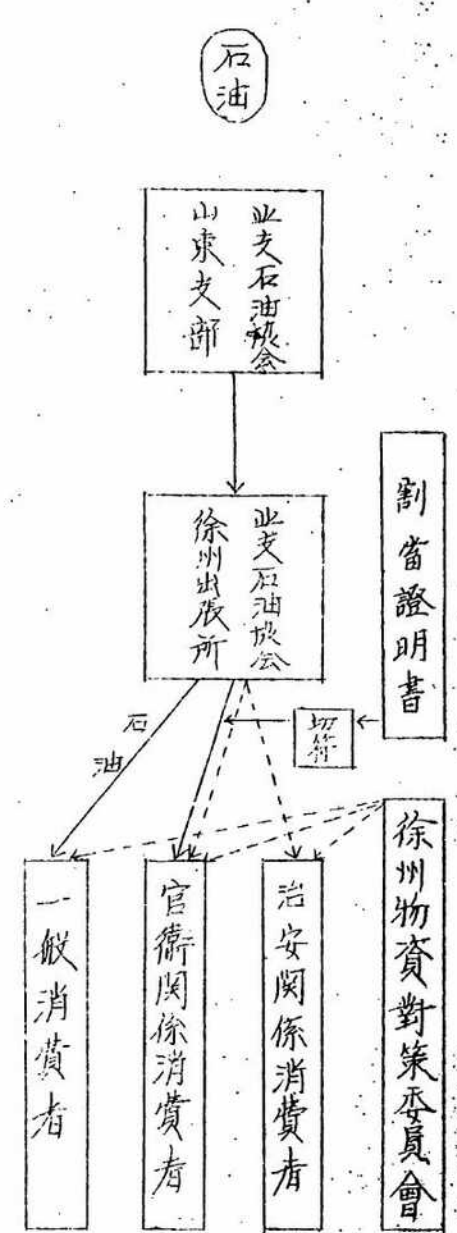 石油
北支石油協会
山東支部
北支石油協会
徐州出張所
割當證明書
切符
石油
徐州物資對策委員會
治安関係消費者
官衛関係消費者
一般消費者